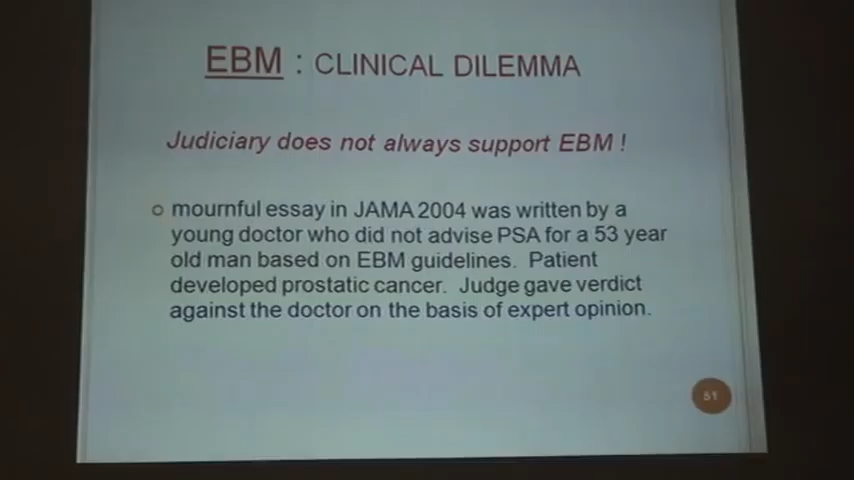 EBM : CLINICAL DILEMMA
Judiciary does not always support EBM !
mournful essay in JAMA 2004 was written by a
young doctor who did not advise PSA for a 53 year
old man based on EBM guidelines. Patient
developed prostatic cancer. Judge gave verdict
against the doctor on the basis of expert opinion.
51